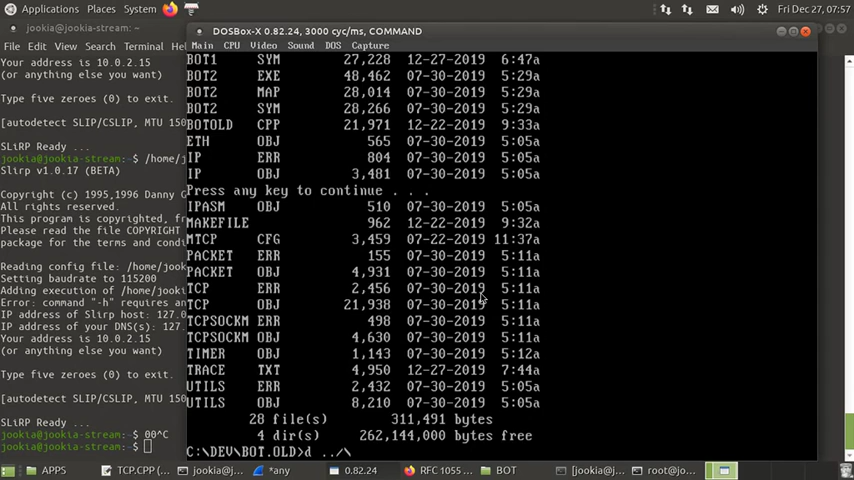 Applications Places System
Fri Dec 27, 07:57
jookia@jookia-stream: ~
File Edit View Search Terminal
Your address is 10.0.2.15
(or anything else you want)
Type five zeroes (0) to exit.
[autodetect SLIP/CSLIP, MTU 150
SLiRP Ready ...
jookia@jookia-stream:~$ /home/j
Slirp v1.0.17 (BETA)
Copyright (c) 1995,1996 Danny G
All rights reserved.
This program is copyrighted, fr
Please read the file COPYRIGHT
package for the terms and condi
Reading config file: /home/jook
Setting baudrate to 115200
Adding execution of /home/jooki
Error: command "-h" requires an
IP address of Slirp host: 127.0
IP address of your DNS(s): 127.
Your address is 10.0.2.15
(or anything else you want)
Type five zeroes (0) to exit.
[autodetect SLIP/CSLIP, MTU 150
SLiRP Ready ...
jookia@jookia-stream:~$ 00^C
jookia@jookia-stream:~$
DOSBox-X 0.82.24, 3000 cyc/ms, COMMAND
Main CPU Video Sound DOS Capture
BOT1 SYM 27,228 12-27-2019 6:47a
BOT2 EXE 48,462 07-30-2019 5:29a
BOT2 MAP 28,014 07-30-2019 5:29a
BOT2 SYM 28,266 07-30-2019 5:29a
BOTOLD CPP 21,971 12-22-2019 9:33a
ETH OBJ 565 07-30-2019 5:05a
IP ERR 804 07-30-2019 5:05a
IP OBJ 3,481 07-30-2019 5:05a
Press any key to continue . . .
IPASM OBJ 510 07-30-2019 5:05a
MAKEFILE 962 12-22-2019 9:32a
MTCP CFG 3,459 07-22-2019 11:37a
PACKET ERR 155 07-30-2019 5:11a
PACKET OBJ 4,931 07-30-2019 5:11a
TCP ERR 2,456 07-30-2019 5:11a
TCP OBJ 21,938 07-30-2019 5:11a
TCPSOCKM ERR 498 07-30-2019 5:11a
TCPSOCKM OBJ 4,630 07-30-2019 5:11a
TIMER OBJ 1,143 07-30-2019 5:12a
TRACE TXT 4,950 12-27-2019 7:44a
UTILS ERR 2,432 07-30-2019 5:05a
UTILS OBJ 8,210 07-30-2019 5:05a
28 file(s) 311,491 bytes
4 dir(s) 262,144,000 bytes free
C:\DEV\BOT.OLD>d ../\
APPS TCP.CPP ... jookia@jooki... *any 0.82.24 RFC 1055 ... BOT [jookia@jo... root@jo...